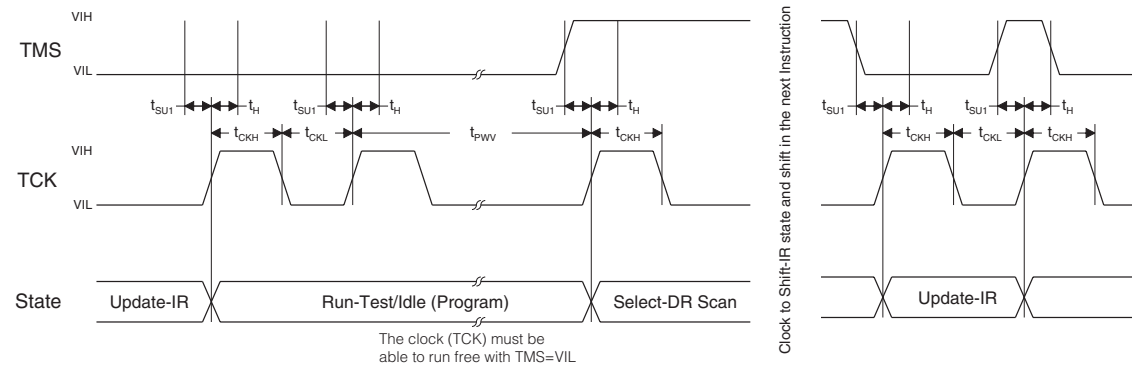 VIH
TMS
VIL
tSU1 tH tSU1 tH tSU1 tH tSU1 tH tSU1 tH
tCKH tCKL tPWV tCKH tCKH tCKL tCKH
VIH
TCK
VIL
State
Update-IR
Run-Test/Idle (Program)
Select-DR Scan
Update-IR
The clock (TCK) must be
able to run free with TMS=VIL
Clock to Shift-IR state and shift in the next Instruction